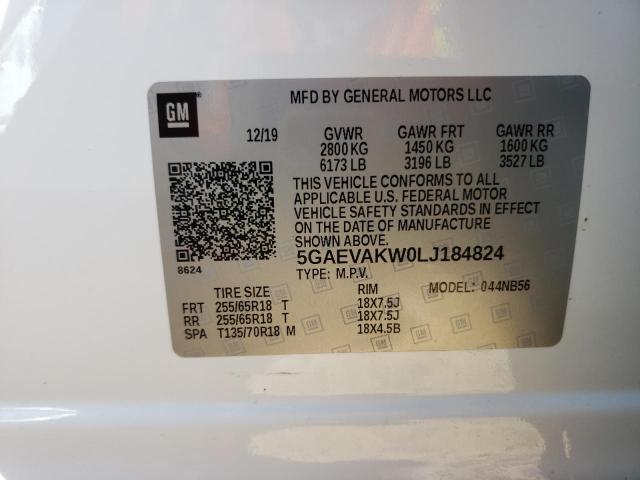 GM
MFD BY GENERAL MOTORS LLC
12/19 GVWR GAWR FRT GAWR RR
2800 KG 1450 KG 1600 KG
6173 LB 3196 LB 3527 LB
THIS VEHICLE CONFORMS TO ALL
APPLICABLE U.S. FEDERAL MOTOR
VEHICLE SAFETY STANDARDS IN EFFECT
ON THE DATE OF MANUFACTURE
SHOWN ABOVE.
8624
5GAEVAKW0LJ184824
TYPE: M.P.V.
TIRE SIZE RIM MODEL: 044NB56
FRT 255/65R18 T 18X7.5J
RR 255/65R18 T 18X7.5J
SPA T135/70R18 M 18X4.5B